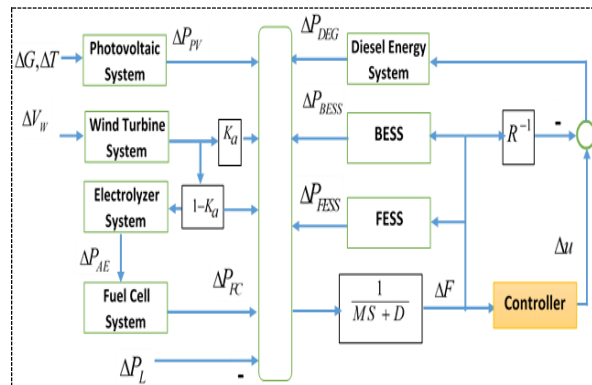 ΔG,ΔT
Photovoltaic System
ΔP_PV
ΔP_DEG
Diesel Energy System
ΔV_W
Wind Turbine System
K_a
ΔP_BESS
BESS
R^-1
-
Electrolyzer System
1-K_a
ΔP_FESS
FESS
Δu
ΔP_AE
Fuel Cell System
ΔP_FC
1
MS + D
ΔF
Controller
ΔP_L
-